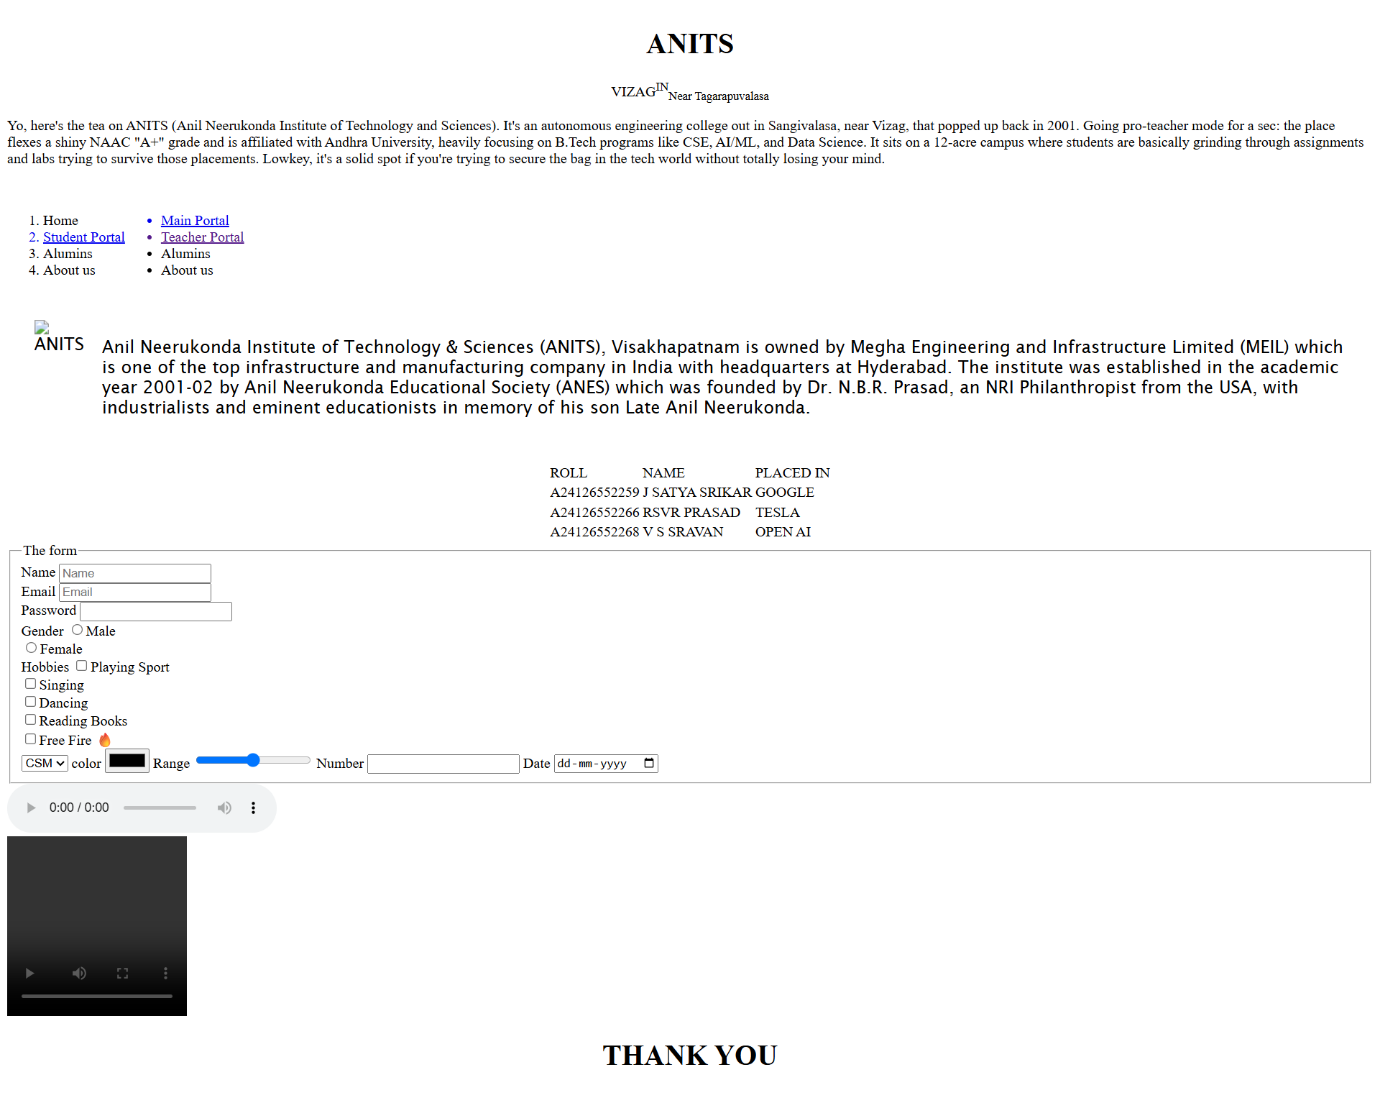 ANITS
VIZAGIN Near Tagarapuvalasa
Yo, here's the tea on ANITS (Anil Neerukonda Institute of Technology and Sciences). It's an autonomous engineering college out in Sangivalasa, near Vizag, that popped up back in 2001. Going pro-teacher mode for a sec: the place
flexes a shiny NAAC "A+" grade and is affiliated with Andhra University, heavily focusing on B.Tech programs like CSE, AI/ML, and Data Science. It sits on a 12-acre campus where students are basically grinding through assignments
and labs trying to survive those placements. Lowkey, it's a solid spot if you're trying to secure the bag in the tech world without totally losing your mind.
1. Home
2. Student Portal
3. Alumins
4. About us
• Main Portal
• Teacher Portal
• Alumins
• About us
ANITS
Anil Neerukonda Institute of Technology & Sciences (ANITS), Visakhapatnam is owned by Megha Engineering and Infrastructure Limited (MEIL) which
is one of the top infrastructure and manufacturing company in India with headquarters at Hyderabad. The institute was established in the academic
year 2001-02 by Anil Neerukonda Educational Society (ANES) which was founded by Dr. N.B.R. Prasad, an NRI Philanthropist from the USA, with
industrialists and eminent educationists in memory of his son Late Anil Neerukonda.
ROLL NAME PLACED IN
A24126552259 J SATYA SRIKAR GOOGLE
A24126552266 RSVR PRASAD TESLA
A24126552268 V S SRAVAN OPEN AI
The form
Name Name
Email Email
Password
Gender Male
Female
Hobbies Playing Sport
Singing
Dancing
Reading Books
Free Fire 🔥
CSM color Range Number Date dd-mm-yyyy
0:00 / 0:00
THANK YOU